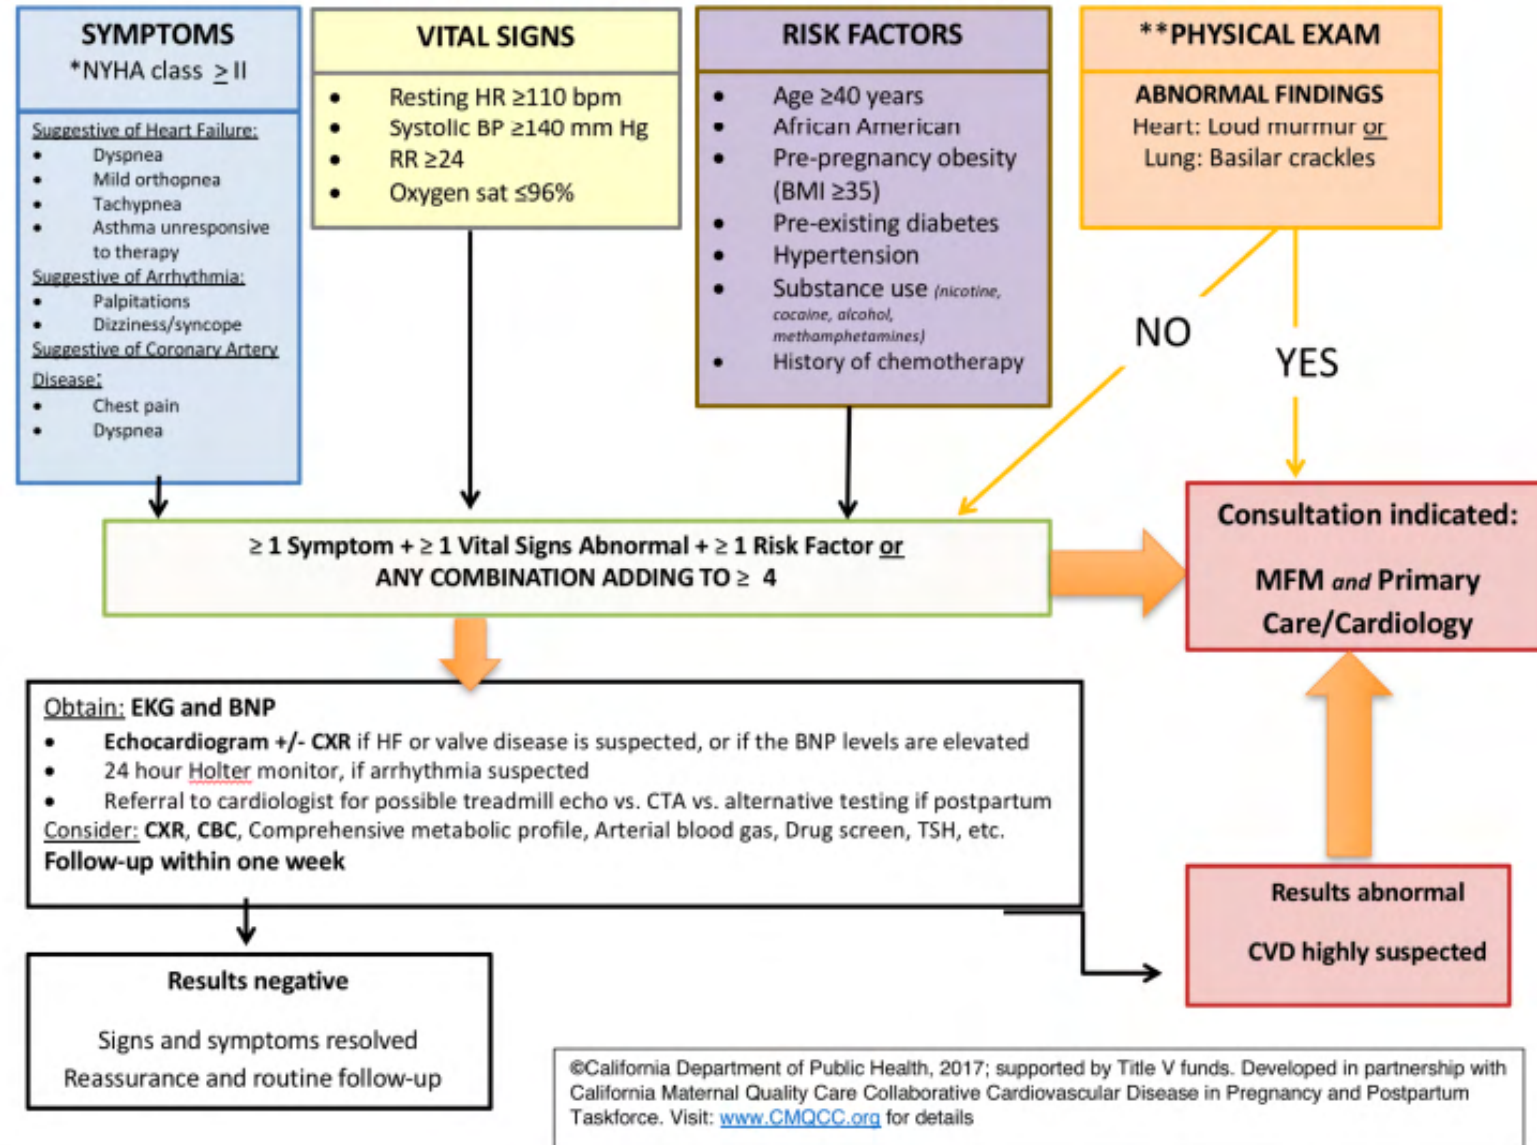 SYMPTOMS
*NYHA class ≥ II
Suggestive of Heart Failure:
• Dyspnea
• Mild orthopnea
• Tachypnea
• Asthma unresponsive
to therapy
Suggestive of Arrhythmia:
• Palpitations
• Dizziness/syncope
Suggestive of Coronary Artery
Disease:
• Chest pain
• Dyspnea
VITAL SIGNS
• Resting HR ≥110 bpm
• Systolic BP ≥140 mm Hg
• RR ≥24
• Oxygen sat ≤96%
RISK FACTORS
• Age ≥40 years
• African American
• Pre-pregnancy obesity
(BMI ≥35)
• Pre-existing diabetes
• Hypertension
• Substance use (nicotine,
cocaine, alcohol,
methamphetamines)
• History of chemotherapy
**PHYSICAL EXAM
ABNORMAL FINDINGS
Heart: Loud murmur or
Lung: Basilar crackles
NO
YES
≥ 1 Symptom + ≥ 1 Vital Signs Abnormal + ≥ 1 Risk Factor or
ANY COMBINATION ADDING TO ≥ 4
Consultation indicated:
MFM and Primary
Care/Cardiology
Obtain: EKG and BNP
• Echocardiogram +/- CXR if HF or valve disease is suspected, or if the BNP levels are elevated
• 24 hour Holter monitor, if arrhythmia suspected
• Referral to cardiologist for possible treadmill echo vs. CTA vs. alternative testing if postpartum
Consider: CXR, CBC, Comprehensive metabolic profile, Arterial blood gas, Drug screen, TSH, etc.
Follow-up within one week
Results abnormal
CVD highly suspected
Results negative
Signs and symptoms resolved
Reassurance and routine follow-up
©California Department of Public Health, 2017; supported by Title V funds. Developed in partnership with
California Maternal Quality Care Collaborative Cardiovascular Disease in Pregnancy and Postpartum
Taskforce. Visit: www.CMQCC.org for details